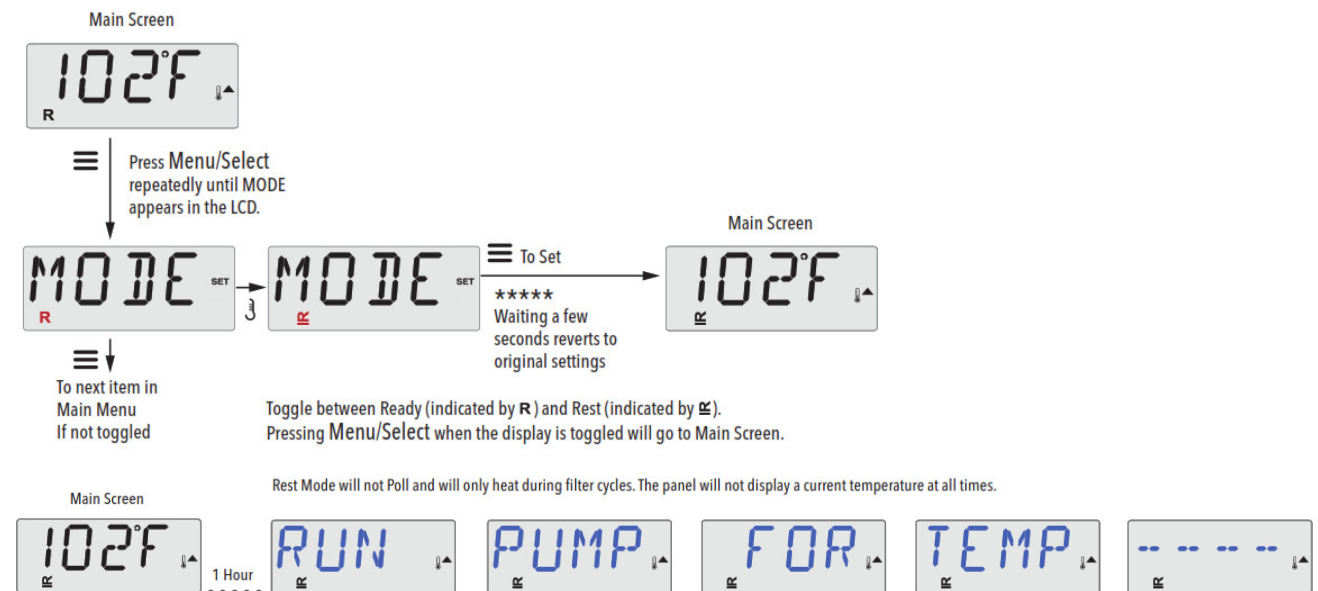 Main Screen
102°F
R
Press Menu/Select
repeatedly until MODE
appears in the LCD.
Main Screen
MODE SET
R
MODE SET
R
To Set
*****
Waiting a few
seconds reverts to
original settings
102°F
R
To next item in
Main Menu
If not toggled
Toggle between Ready (indicated by R) and Rest (indicated by R).
Pressing Menu/Select when the display is toggled will go to Main Screen.
Rest Mode will not Poll and will only heat during filter cycles. The panel will not display a current temperature at all times.
Main Screen
102°F
R
1 Hour
RUN
R
PUMP
R
FOR
R
TEMP
R
-- -- -- --
R